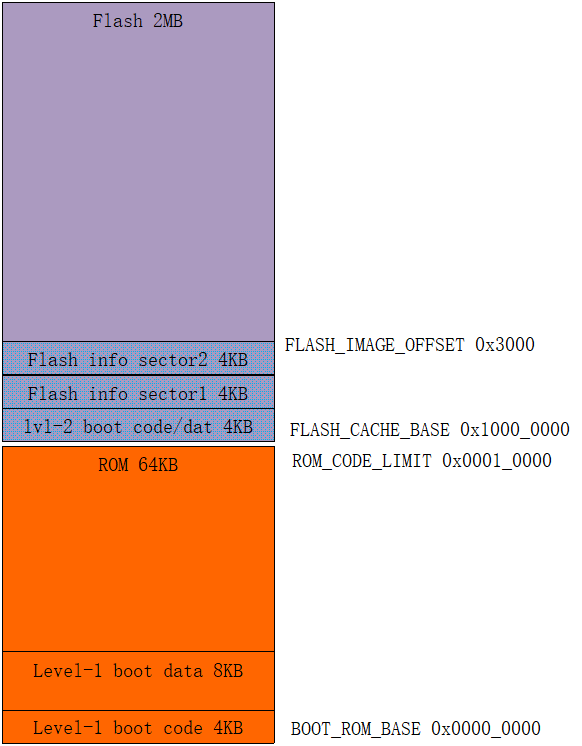 Flash 2MB
FLASH_IMAGE_OFFSET 0x3000
Flash info sector2 4KB
Flash info sector1 4KB
lvl-2 boot code/dat 4KB
FLASH_CACHE_BASE 0x1000_0000
ROM 64KB
ROM_CODE_LIMIT 0x0001_0000
Level-1 boot data 8KB
Level-1 boot code 4KB
BOOT_ROM_BASE 0x0000_0000